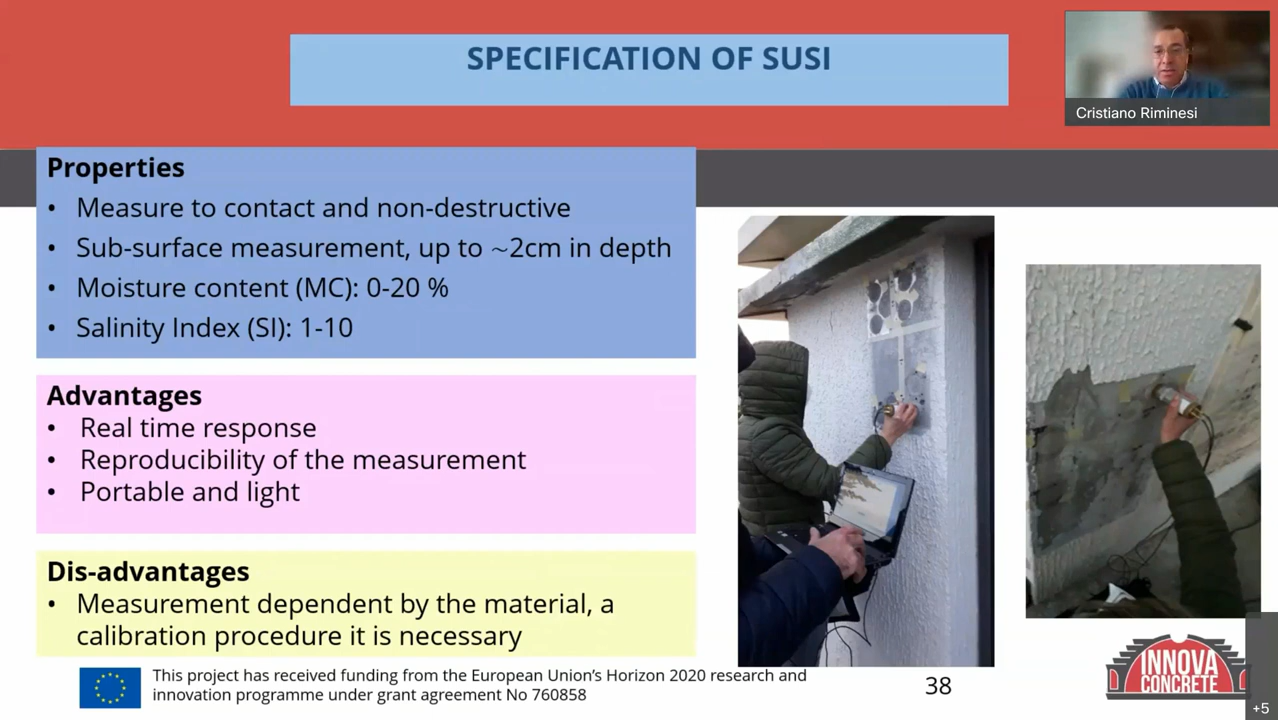 SPECIFICATION OF SUSI
Cristiano Riminesi
Properties
• Measure to contact and non-destructive
• Sub-surface measurement, up to ~2cm in depth
• Moisture content (MC): 0-20 %
• Salinity Index (SI): 1-10
Advantages
• Real time response
• Reproducibility of the measurement
• Portable and light
Dis-advantages
• Measurement dependent by the material, a
calibration procedure it is necessary
This project has received funding from the European Union's Horizon 2020 research and
innovation programme under grant agreement No 760858
38
INNOVA
CONCRETE
+5